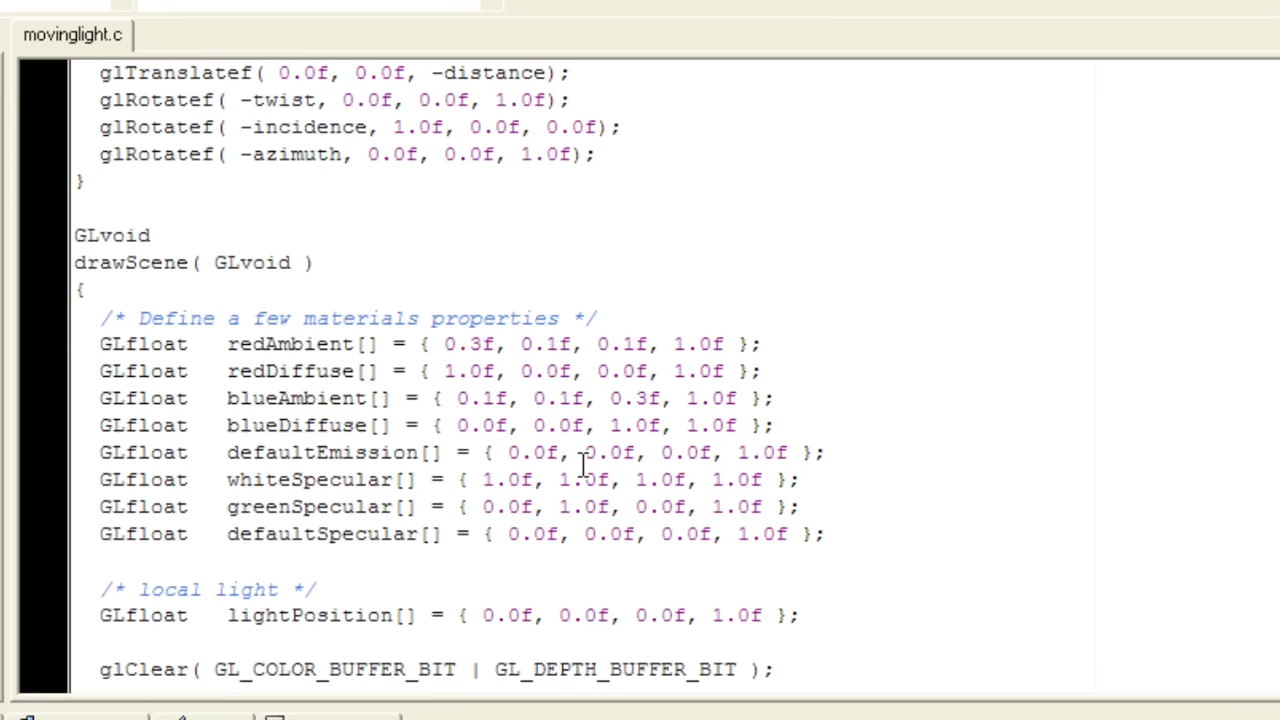 movinglight.c
glTranslatef( 0.0f, 0.0f, -distance);
glRotatef( -twist, 0.0f, 0.0f, 1.0f);
glRotatef( -incidence, 1.0f, 0.0f, 0.0f);
glRotatef( -azimuth, 0.0f, 0.0f, 1.0f);
}
GLvoid
drawScene( GLvoid )
{
/* Define a few materials properties */
GLfloat redAmbient[] = { 0.3f, 0.1f, 0.1f, 1.0f };
GLfloat redDiffuse[] = { 1.0f, 0.0f, 0.0f, 1.0f };
GLfloat blueAmbient[] = { 0.1f, 0.1f, 0.3f, 1.0f };
GLfloat blueDiffuse[] = { 0.0f, 0.0f, 1.0f, 1.0f };
GLfloat defaultEmission[] = { 0.0f, 0.0f, 0.0f, 1.0f };
GLfloat whiteSpecular[] = { 1.0f, 1.0f, 1.0f, 1.0f };
GLfloat greenSpecular[] = { 0.0f, 1.0f, 0.0f, 1.0f };
GLfloat defaultSpecular[] = { 0.0f, 0.0f, 0.0f, 1.0f };
/* local light */
GLfloat lightPosition[] = { 0.0f, 0.0f, 0.0f, 1.0f };
glClear( GL_COLOR_BUFFER_BIT | GL_DEPTH_BUFFER_BIT );